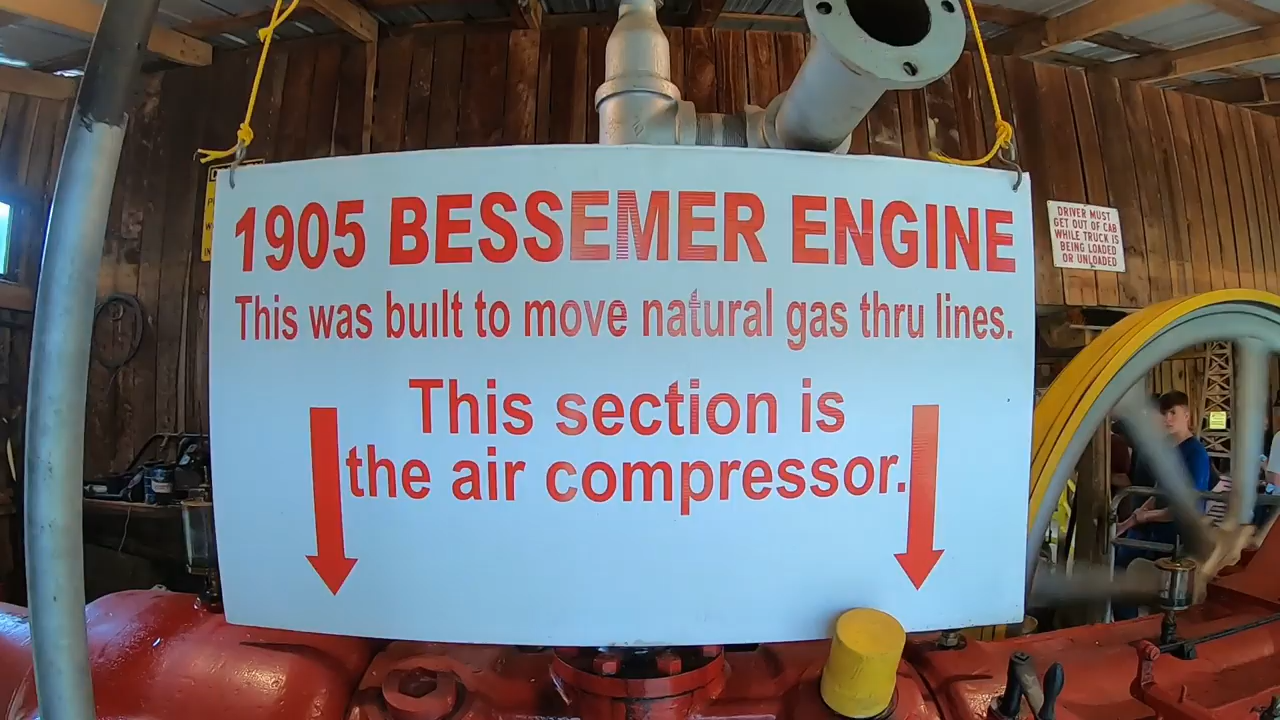 1905 BESSEMER ENGINE
This was built to move natural gas thru lines.
This section is
the air compressor.
DRIVER MUST
GET OUT OF CAB
WHILE TRUCK IS
BEING LOADED
OR UNLOADED